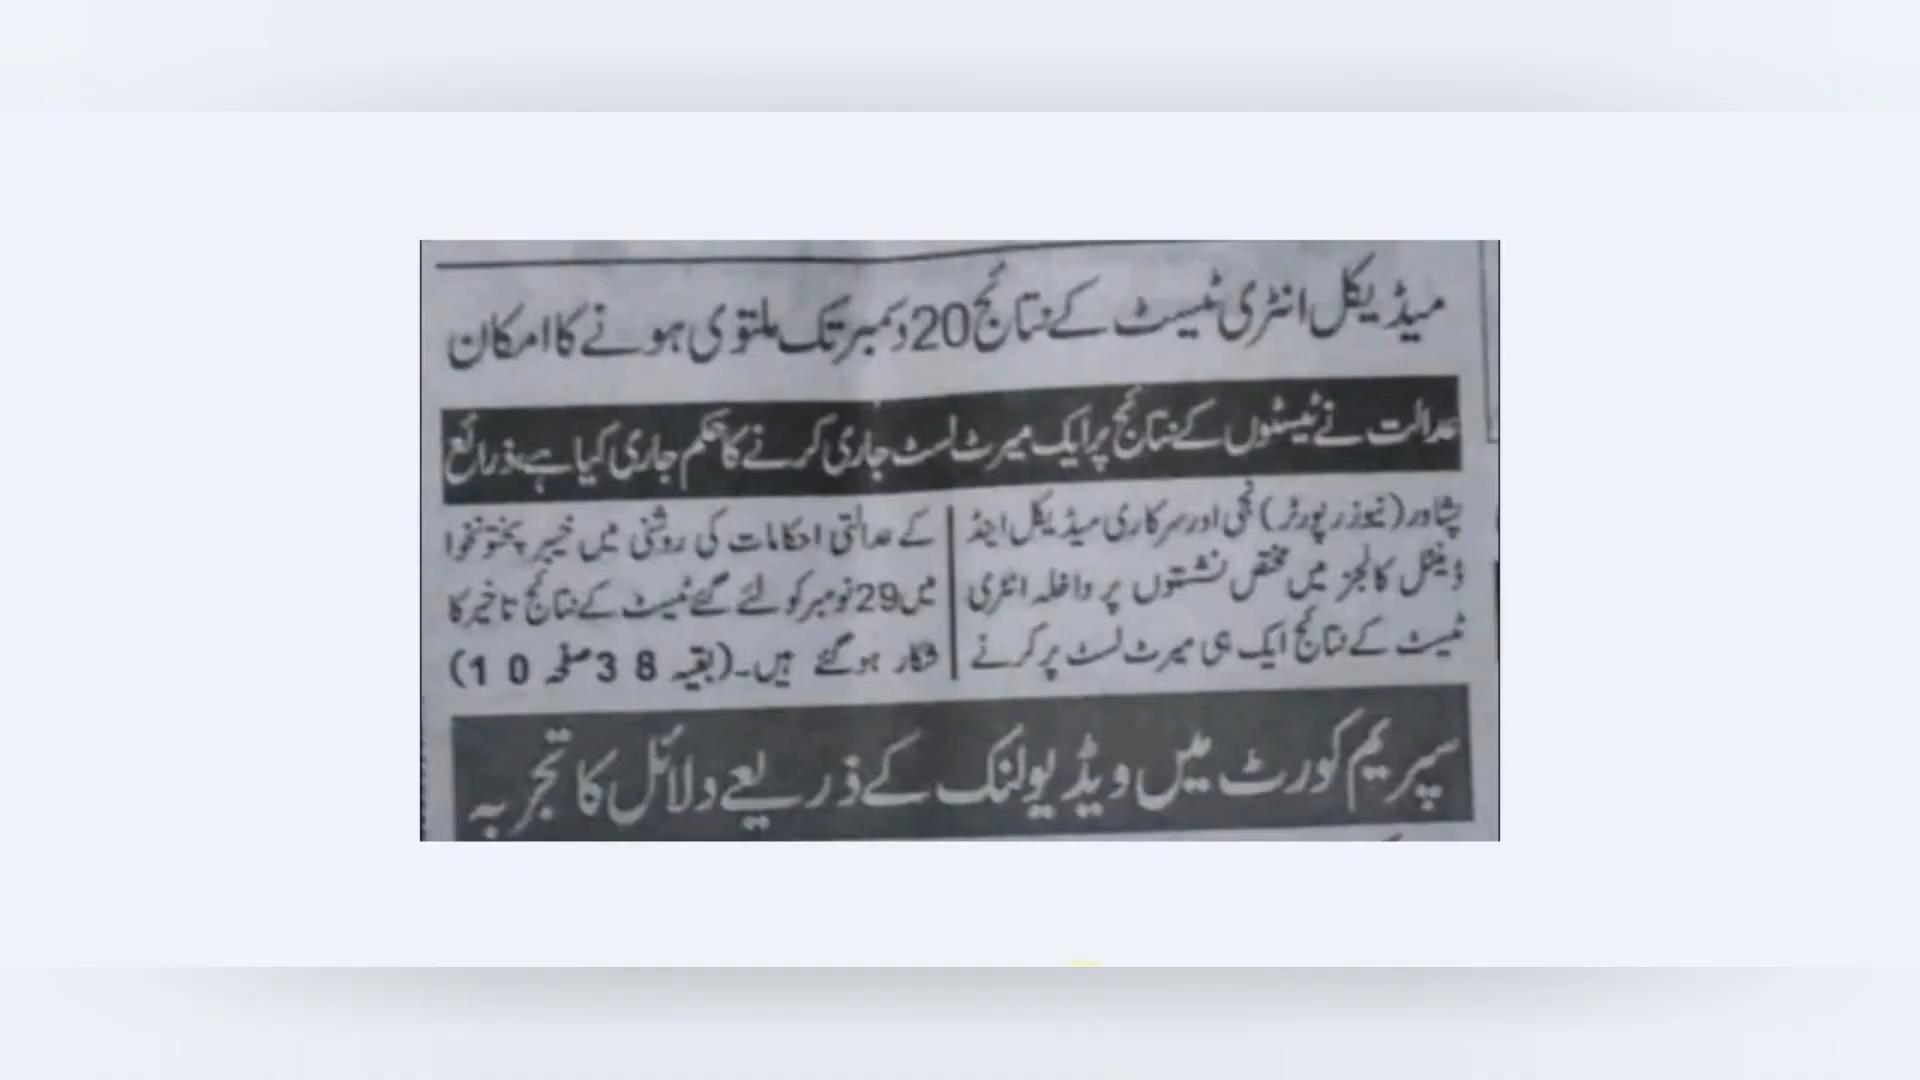 میڈیکل انٹری ٹیسٹ کے نتائج 20 دسمبر تک ملتوی ہونے کا امکان
عدالت نے ٹیسٹوں کے نتائج پر ایک میرٹ لسٹ جاری کرنے کا حکم جاری کیا ہے، ذرائع
پشاور (نیوز رپورٹر) نجی اور سرکاری میڈیکل اینڈ
ڈینٹل کالجز میں مختص نشستوں پر داخلہ انٹری
ٹیسٹ کے نتائج ایک ہی میرٹ لسٹ پر کرنے
کے عدالتی احکامات کی روشنی میں خیبر پختونخوا
میں 29 نومبر کو لئے گئے ٹیسٹ کے نتائج تاخیر کا
شکار ہو گئے ہیں۔ (بقیہ 38 صفحہ 10)
سپریم کورٹ میں ویڈیو لنک کے ذریعے دلائل کا تجربہ